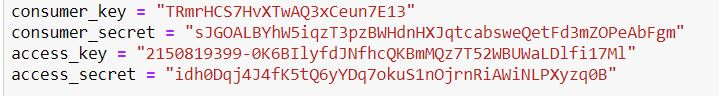 consumer_key = "TRmrHCS7HvXTwAQ3xCeun7E13"
consumer_secret = "sJGOALBYhW5iqzT3pzBWHdnHXJqtcabsweQetFd3mZOPeAbFgm"
access_key = "2150819399-0K6BIlyfdJNfhcQKBmMQz7T52WBUWaLDlfi17Ml"
access_secret = "idh0Dqj4J4fK5tQ6yYDq7okuS1nOjrnRiAWiNLPXyzq0B"